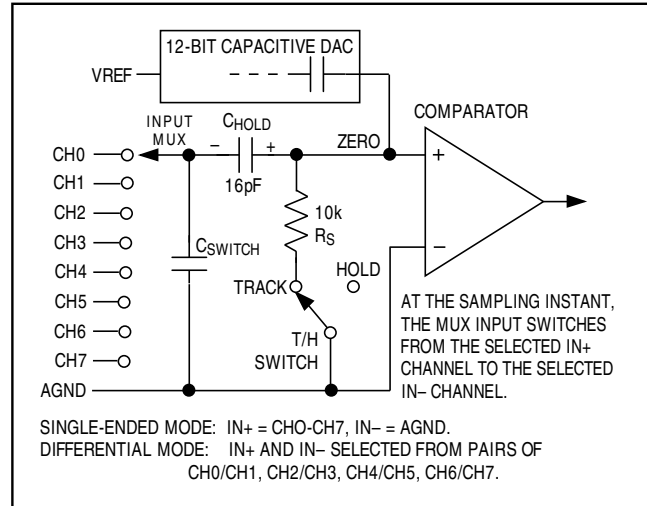 12-BIT CAPACITIVE DAC
VREF
COMPARATOR
INPUT
MUX
– CHOLD +
16pF
ZERO
+
–
CH0
CH1
CH2
CH3
CH4
CH5
CH6
CH7
AGND
CSWITCH
10k
RS
TRACK
HOLD
T/H
SWITCH
AT THE SAMPLING INSTANT,
THE MUX INPUT SWITCHES
FROM THE SELECTED IN+
CHANNEL TO THE SELECTED
IN– CHANNEL.
SINGLE-ENDED MODE: IN+ = CHO-CH7, IN– = AGND.
DIFFERENTIAL MODE: IN+ AND IN– SELECTED FROM PAIRS OF
CH0/CH1, CH2/CH3, CH4/CH5, CH6/CH7.